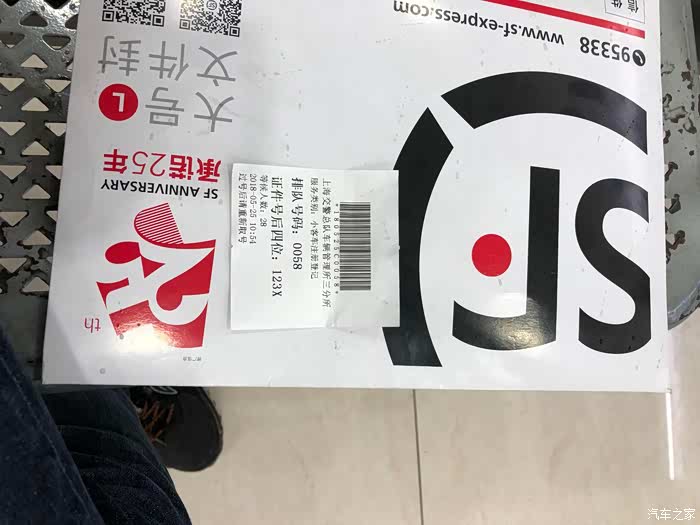 上海交警总队车辆管理所三分所
服务类别：小客车注册登记
*180525C0058*
排队号码：0058
证件号后四位：123X
等候人数：28
2018-05-25 10:54
过号后请重新取号
SF
95338
www.sf-express.com
大号 L
文件封
承诺25年
SF ANNIVERSARY
25
th
汽车之家